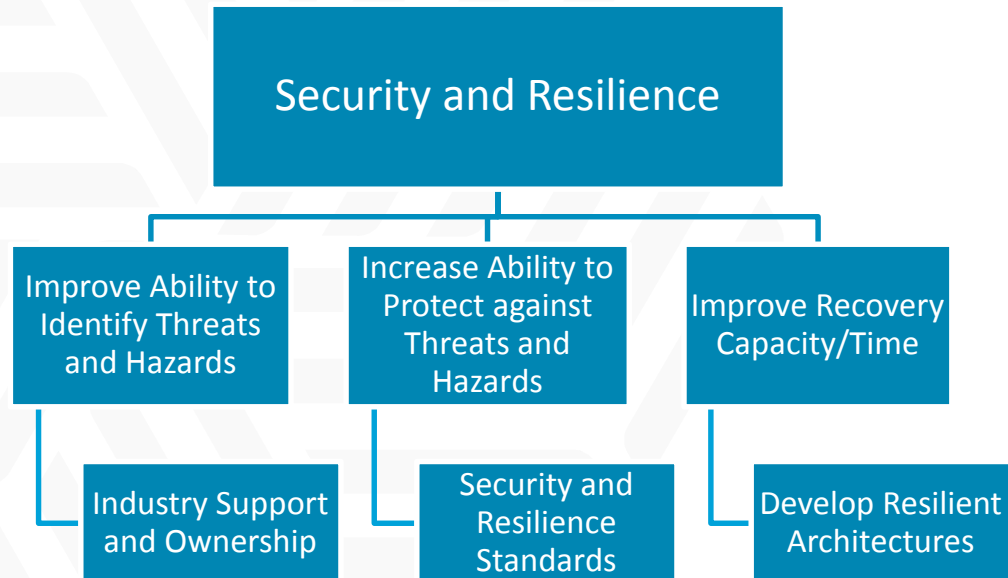 Security and Resilience
Improve Ability to
Identify Threats
and Hazards
Increase Ability to
Protect against
Threats and
Hazards
Improve Recovery
Capacity/Time
Industry Support
and Ownership
Security and
Resilience
Standards
Develop Resilient
Architectures